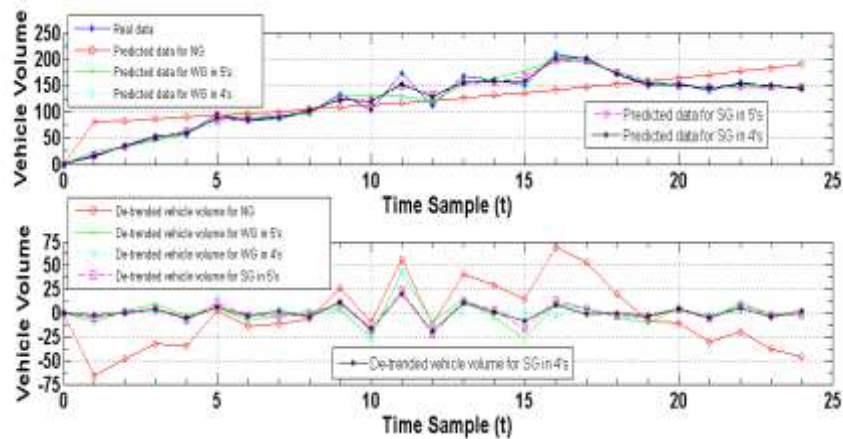 Vehicle Volume
250
200
150
100
50
0
Real data
Predicted data for NG
Predicted data for WG in 5's
Predicted data for WG in 4's
Predicted data for SG in 5's
Predicted data for SG in 4's
0 5 10 15 20 25
Time Sample (t)
Vehicle Volume
75
50
25
0
-25
-50
-75
De-trended vehicle volume for NG
De-trended vehicle volume for WG in 5's
De-trended vehicle volume for WG in 4's
De-trended vehicle volume for SG in 5's
De-trended vehicle volume for SG in 4's
0 5 10 15 20 25
Time Sample (t)